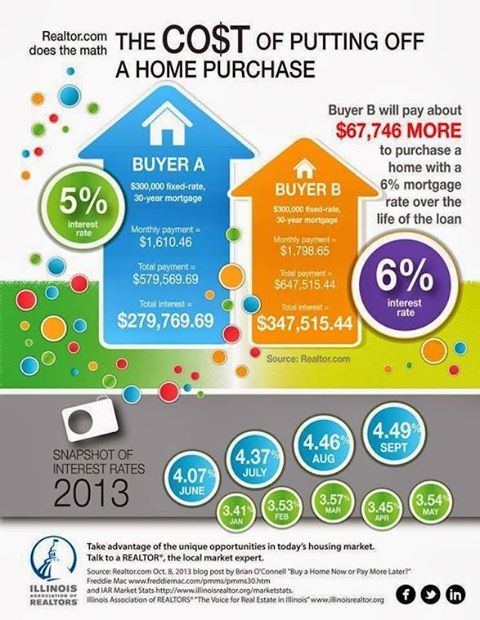 Realtor.com
does the math
THE CO$T OF PUTTING OFF
A HOME PURCHASE
Buyer B will pay about
$67,746 MORE
to purchase a
home with a
6% mortgage
rate over the
life of the loan
5%
interest
rate
BUYER A
$300,000 fixed-rate,
30-year mortgage
Monthly payment =
$1,610.46
Total payment =
$579,569.69
Total interest =
$279,769.69
BUYER B
$300,000 fixed-rate,
30-year mortgage
Monthly payment =
$1,798.65
Total payment =
$647,515.44
Total interest =
$347,515.44
6%
interest
rate
Source: Realtor.com
SNAPSHOT OF
INTEREST RATES
2013
3.41%
JAN
3.53%
FEB
3.57%
MAR
3.45%
APR
3.54%
MAY
4.07%
JUNE
4.37%
JULY
4.46%
AUG
4.49%
SEPT
ILLINOIS
ASSOCIATION OF
REALTORS
Take advantage of the unique opportunities in today's housing market.
Talk to a REALTOR®, the local market expert.
Source: Realtor.com Oct. 8, 2013 blog post by Brian O'Connell "Buy a Home Now or Pay More Later?"
Freddie Mac www.freddiemac.com/pmms/pmms30.htm
and IAR Market Stats http://www.illinoisrealtor.org/marketstats.
Illinois Association of REALTORS® "The Voice for Real Estate in Illinois" www.illinoisrealtor.org
f
in